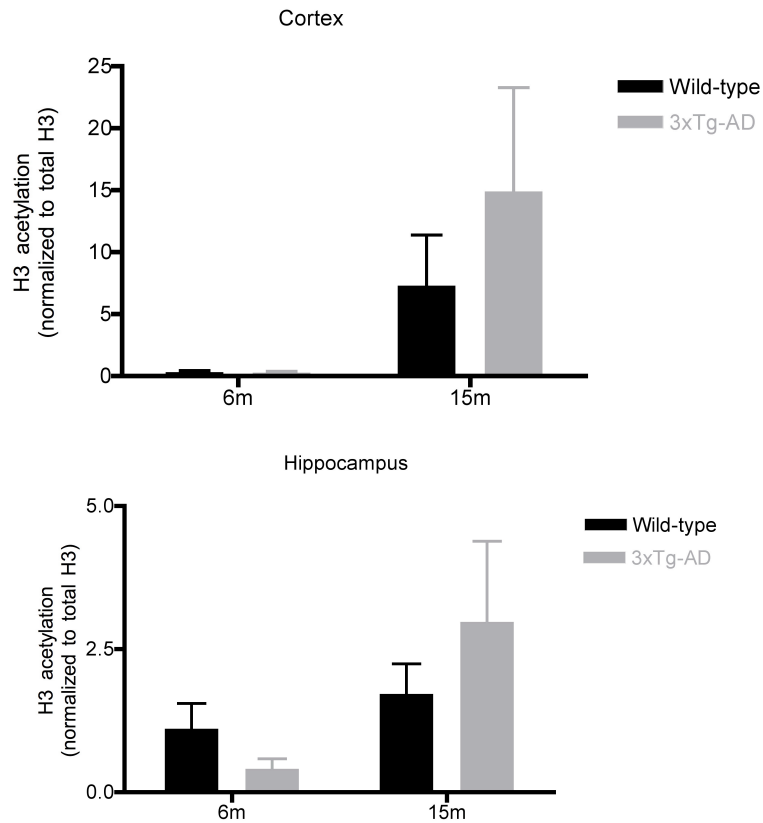 Cortex
25
20
15
10
5
0
H3 acetylation
(normalized to total H3)
6m
15m
Wild-type
3xTg-AD
Hippocampus
5.0
2.5
0.0
H3 acetylation
(normalized to total H3)
6m
15m
Wild-type
3xTg-AD